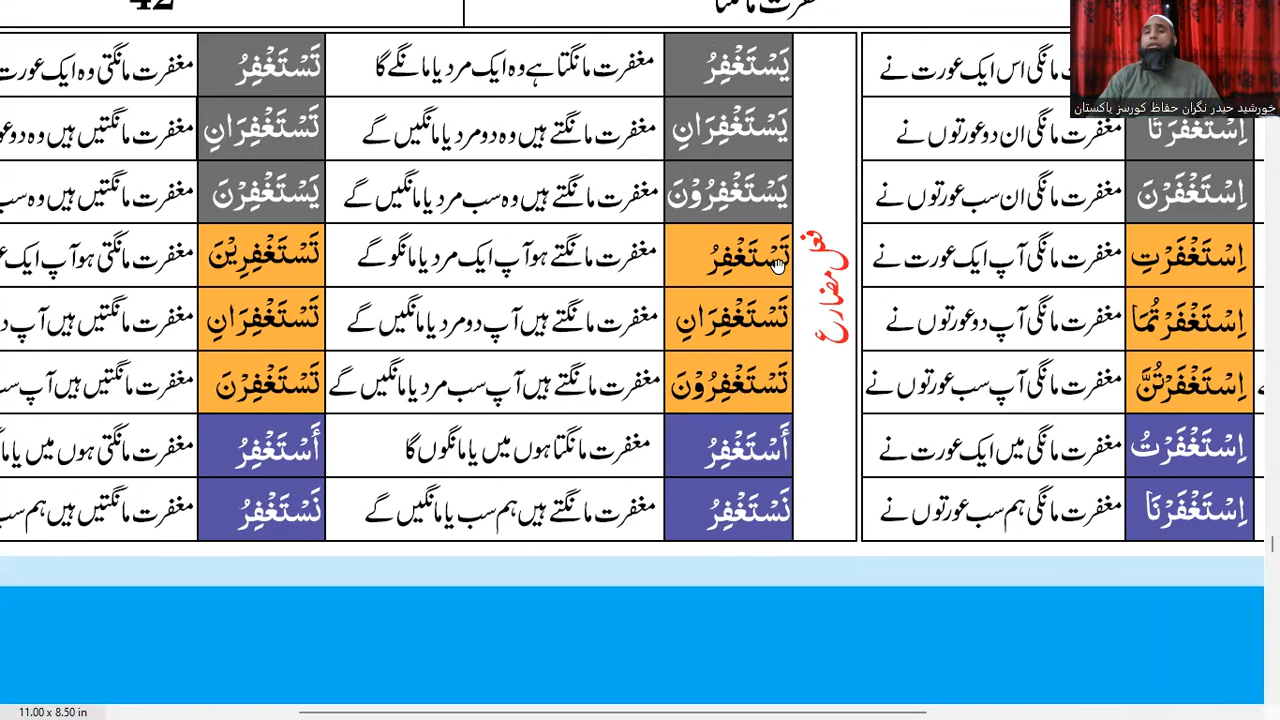 42 مغفرت مانگنا
خورشید حیدر نگران حفاظ کورسز پاکستان
مانگی اس ایک عورت نے
یَسْتَغْفِرُ مغفرت مانگتا ہے وہ ایک مرد یا مانگے گا تَسْتَغْفِرُ مغفرت مانگتی وہ ایک عورت
اِسْتَغْفَرَتَا مغفرت مانگی ان دو عورتوں نے یَسْتَغْفِرَانِ مغفرت مانگتے ہیں وہ دو مرد یا مانگیں گے تَسْتَغْفِرَانِ مغفرت مانگتیں ہیں وہ دو
اِسْتَغْفَرْنَ مغفرت مانگی ان سب عورتوں نے یَسْتَغْفِرُوْنَ مغفرت مانگتے ہیں وہ سب مرد یا مانگیں گے یَسْتَغْفِرْنَ مغفرت مانگتیں ہیں وہ سب
فعل مضارع
اِسْتَغْفَرْتِ مغفرت مانگی آپ ایک عورت نے تَسْتَغْفِرُ مغفرت مانگتے ہو آپ ایک مرد یا مانگو گے تَسْتَغْفِرِیْنَ مغفرت مانگتی ہو آپ ایک
اِسْتَغْفَرْتُمَا مغفرت مانگی آپ دو عورتوں نے تَسْتَغْفِرَانِ مغفرت مانگتے ہیں آپ دو مرد یا مانگیں گے تَسْتَغْفِرَانِ مغفرت مانگتیں ہیں آپ
اِسْتَغْفَرْتُنَّ مغفرت مانگی آپ سب عورتوں نے تَسْتَغْفِرُوْنَ مغفرت مانگتے ہیں آپ سب مرد یا مانگیں گے تَسْتَغْفِرْنَ مغفرت مانگتیں ہیں آپ سب
اِسْتَغْفَرْتُ مغفرت مانگی میں ایک عورت نے أَسْتَغْفِرُ مغفرت مانگتا ہوں میں یا مانگوں گا أَسْتَغْفِرُ مغفرت مانگتی ہوں میں یا
اِسْتَغْفَرْنَا مغفرت مانگی ہم سب عورتوں نے نَسْتَغْفِرُ مغفرت مانگتے ہیں ہم سب یا مانگیں گے نَسْتَغْفِرُ مغفرت مانگتیں ہیں ہم سب
11.00 x 8.50 in